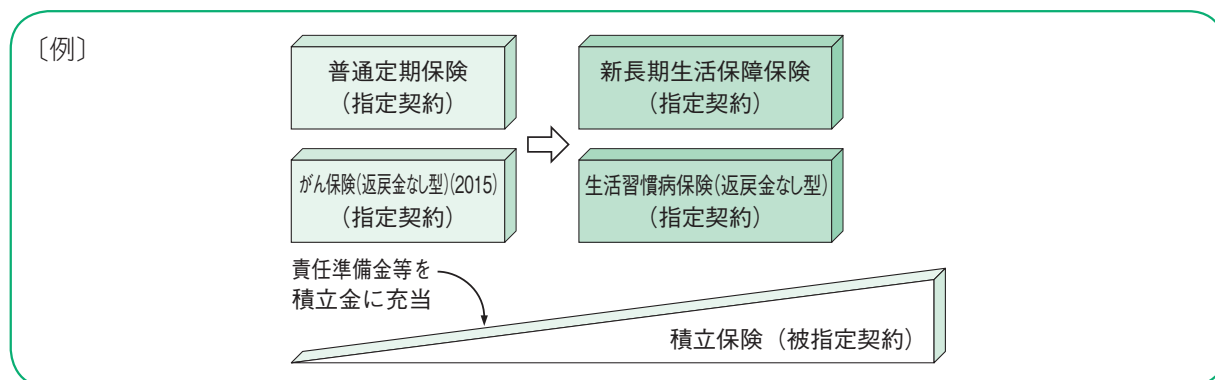 〔例〕
普通定期保険
（指定契約）
新長期生活保障保険
（指定契約）
がん保険(返戻金なし型)(2015)
（指定契約）
生活習慣病保険(返戻金なし型)
（指定契約）
責任準備金等を
積立金に充当
積立保険（被指定契約）